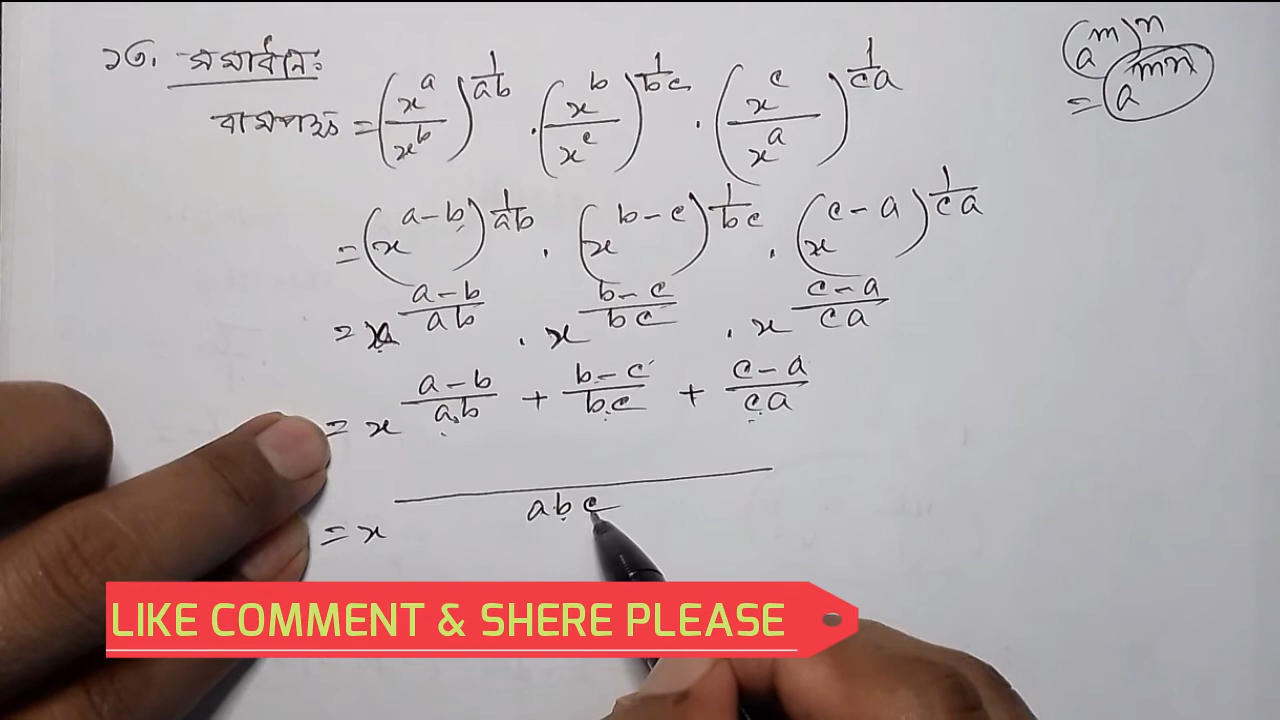 ১৩. সমাধান:
বামপক্ষ = (x^a/x^b)^(1/ab) . (x^b/x^c)^(1/bc) . (x^c/x^a)^(1/ca)
(a^m)^n
= a^(mn)
= (x^(a-b))^(1/ab) . (x^(b-c))^(1/bc) . (x^(c-a))^(1/ca)
= x^((a-b)/ab) . x^((b-c)/bc) . x^((c-a)/ca)
= x^((a-b)/ab + (b-c)/bc + (c-a)/ca)
= x^(/abc)
LIKE COMMENT & SHERE PLEASE